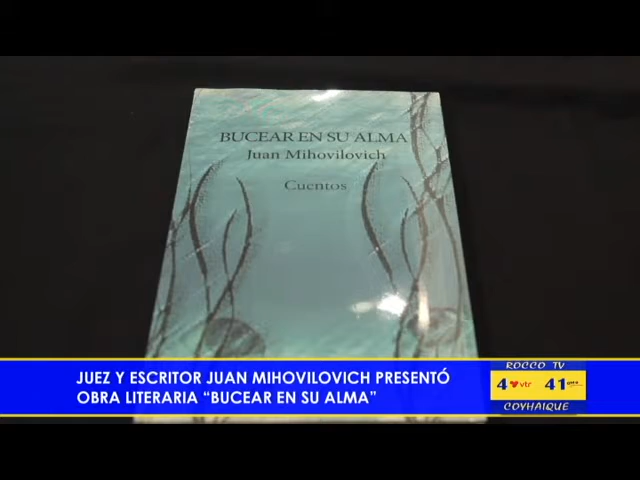 BUCEAR EN SU ALMA
Juan Mihovilovich
Cuentos
JUEZ Y ESCRITOR JUAN MIHOVILOVICH PRESENTÓ
OBRA LITERARIA “BUCEAR EN SU ALMA”
ROCCO TV
4 vtr 41
COYHAIQUE